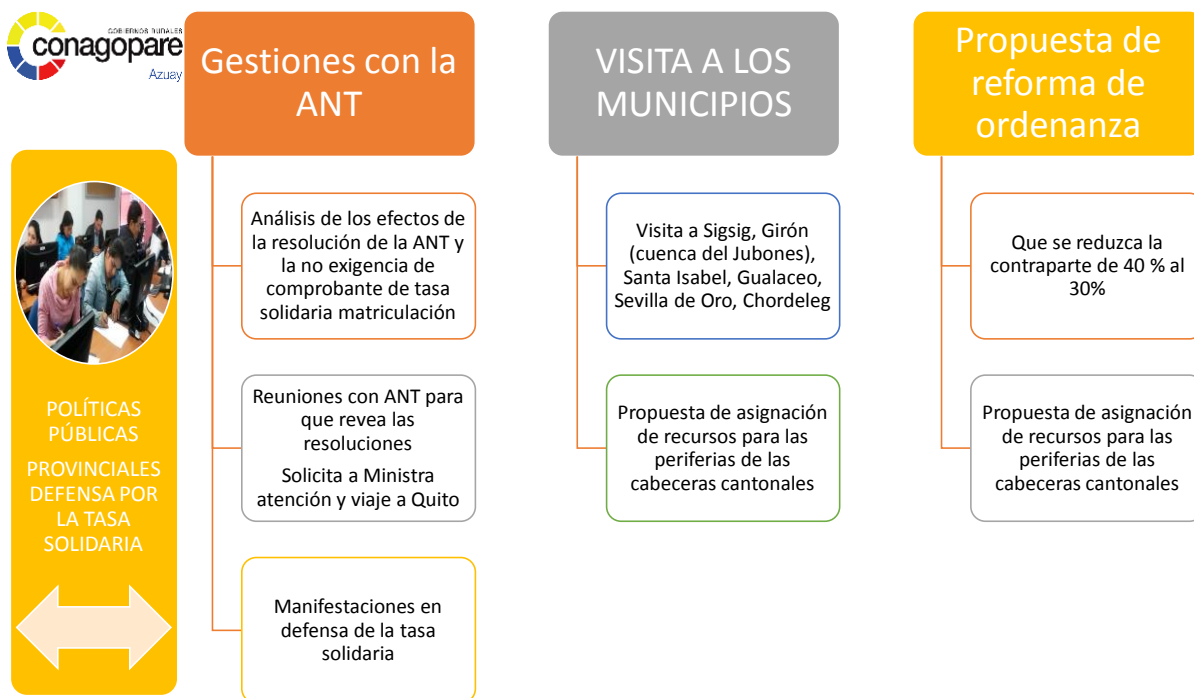 GOBIERNOS RURALES
conagopare
Azuay
POLÍTICAS
PÚBLICAS
PROVINCIALES
DEFENSA POR
LA TASA
SOLIDARIA
Gestiones con la
ANT
Análisis de los efectos de
la resolución de la ANT y
la no exigencia de
comprobante de tasa
solidaria matriculación
Reuniones con ANT para
que revea las
resoluciones
Solicita a Ministra
atención y viaje a Quito
Manifestaciones en
defensa de la tasa
solidaria
VISITA A LOS
MUNICIPIOS
Visita a Sigsig, Girón
(cuenca del Jubones),
Santa Isabel, Gualaceo,
Sevilla de Oro, Chordeleg
Propuesta de asignación
de recursos para las
periferias de las
cabeceras cantonales
Propuesta de
reforma de
ordenanza
Que se reduzca la
contraparte de 40 % al
30%
Propuesta de asignación
de recursos para las
periferias de las
cabeceras cantonales